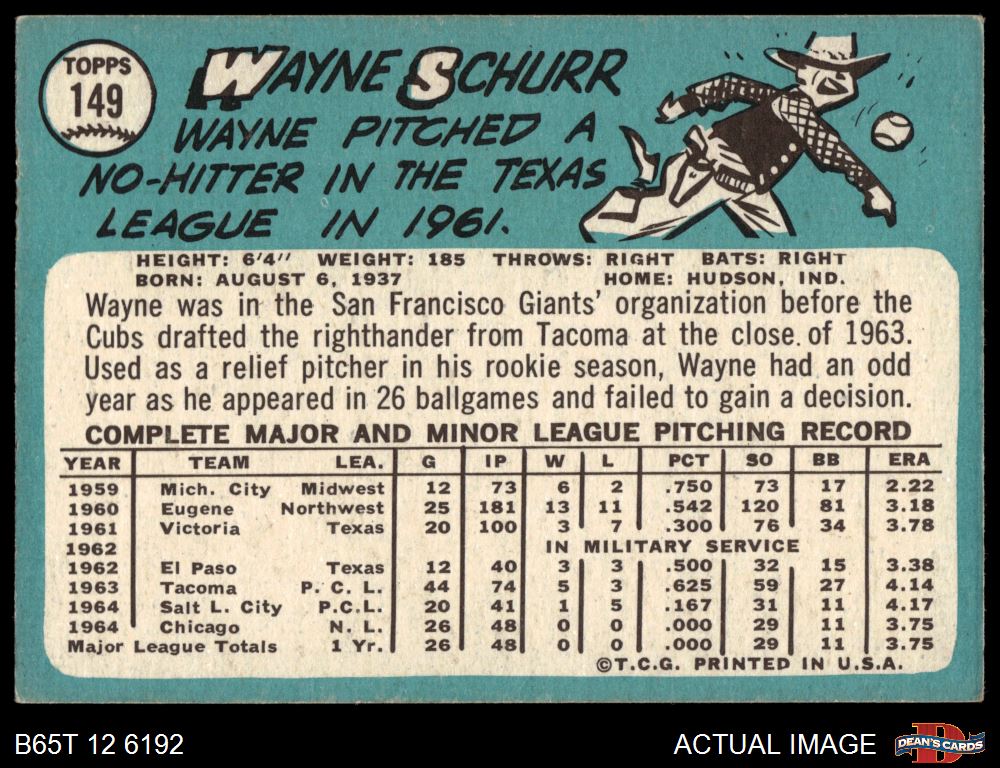 TOPPS
149
WAYNE SCHURR
WAYNE PITCHED A
NO-HITTER IN THE TEXAS
LEAGUE IN 1961.
HEIGHT: 6'4" WEIGHT: 185 THROWS: RIGHT BATS: RIGHT
BORN: AUGUST 6, 1937 HOME: HUDSON, IND.
Wayne was in the San Francisco Giants' organization before the
Cubs drafted the righthander from Tacoma at the close of 1963.
Used as a relief pitcher in his rookie season, Wayne had an odd
year as he appeared in 26 ballgames and failed to gain a decision.
COMPLETE MAJOR AND MINOR LEAGUE PITCHING RECORD
YEAR TEAM LEA. G IP W L PCT SO BB ERA
1959 Mich. City Midwest 12 73 6 2 .750 73 17 2.22
1960 Eugene Northwest 25 181 13 11 .542 120 81 3.18
1961 Victoria Texas 20 100 3 7 .300 76 34 3.78
1962 IN MILITARY SERVICE
1962 El Paso Texas 12 40 3 3 .500 32 15 3.38
1963 Tacoma P. C. L. 44 74 5 3 .625 59 27 4.14
1964 Salt L. City P.C.L. 20 41 1 5 .167 31 11 4.17
1964 Chicago N. L. 26 48 0 0 .000 29 11 3.75
Major League Totals 1 Yr. 26 48 0 0 .000 29 11 3.75
©T.C.G. PRINTED IN U.S.A.
B65T 12 6192
ACTUAL IMAGE
D
DEAN'S CARDS